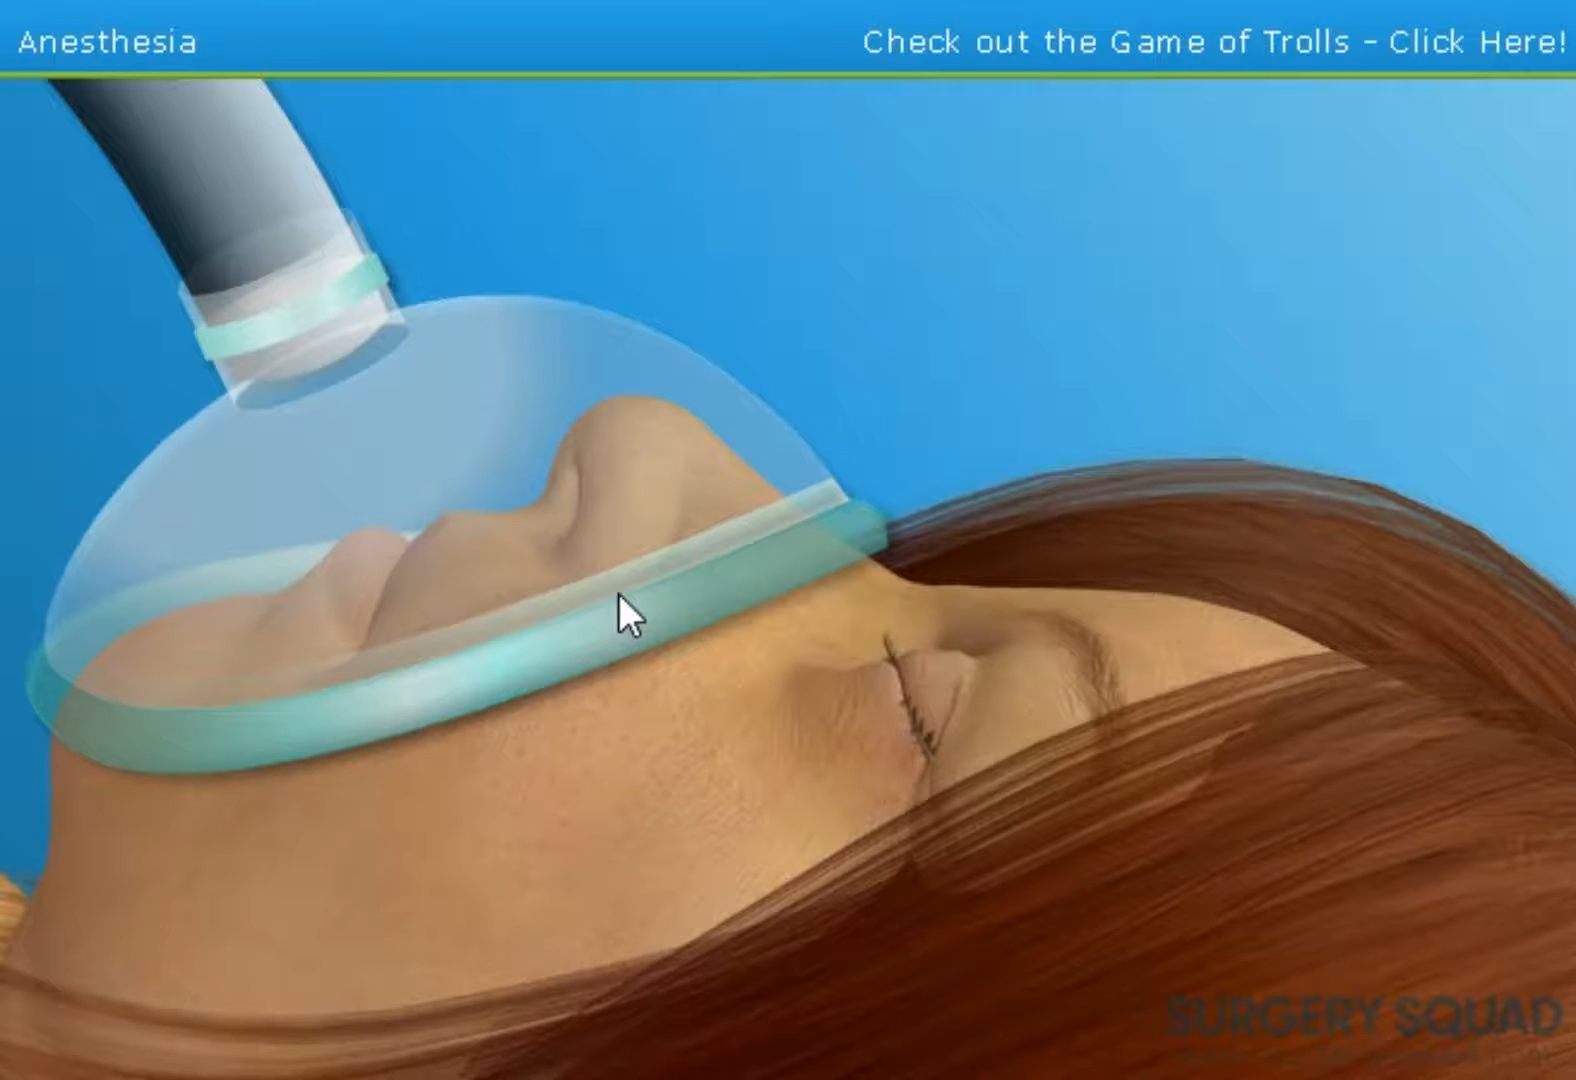 Anesthesia
Check out the Game of Trolls – Click Here!
SURGERY SQUAD